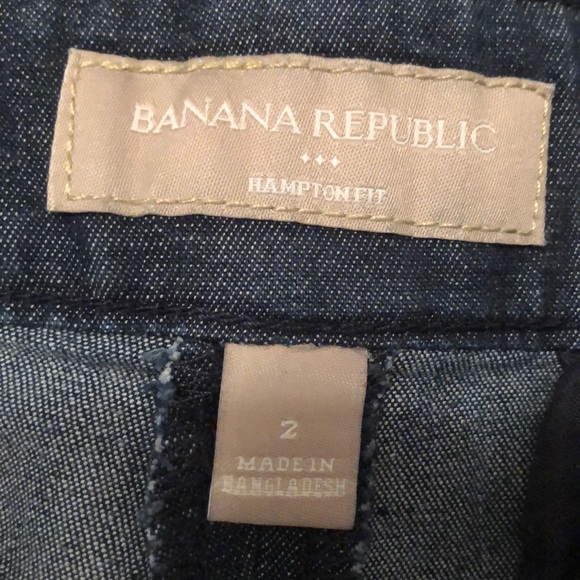 BANANA REPUBLIC
HAMPTON FIT
2
MADE IN
BANGLADESH